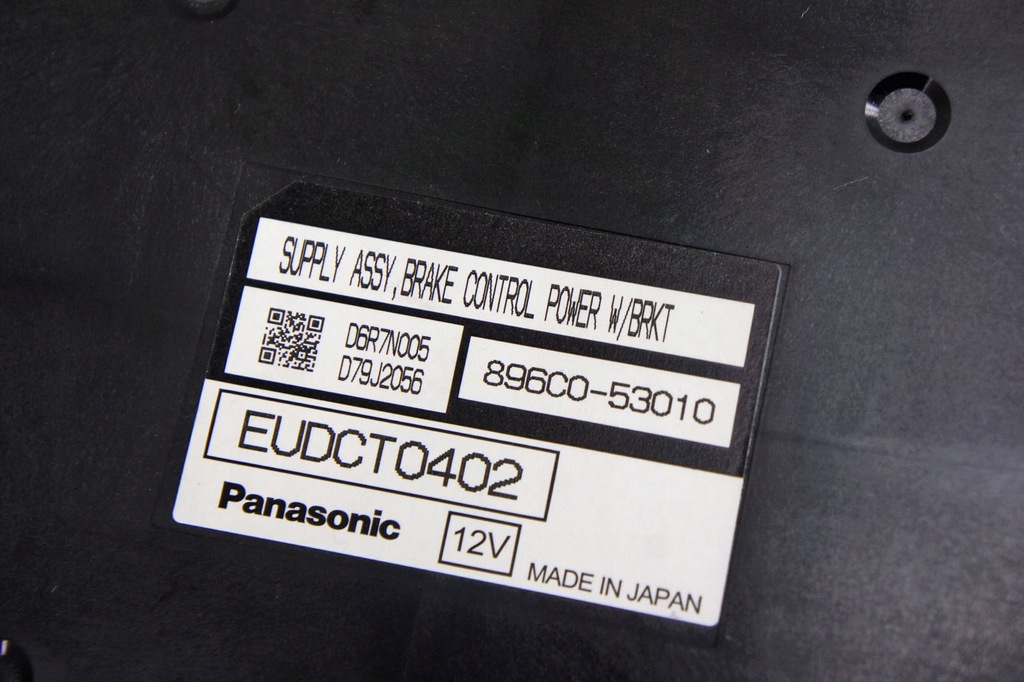 SUPPLY ASSY, BRAKE CONTROL POWER W/BRKT
D6R7N005
D79J2056
896C0-53010
EUDCT0402
Panasonic
12V
MADE IN JAPAN